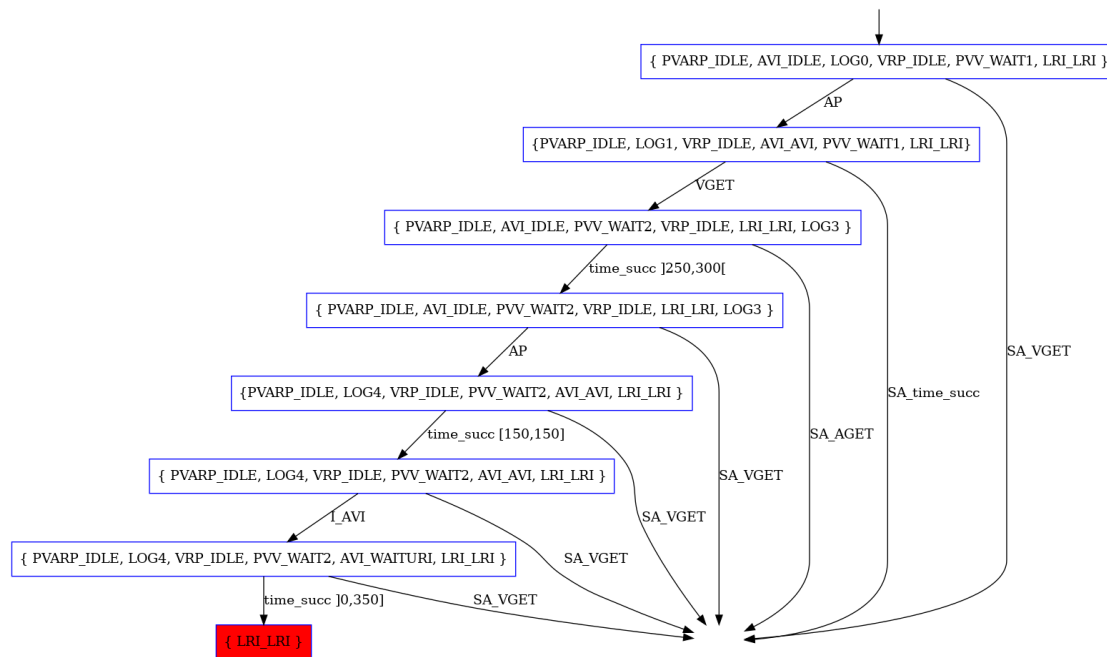 { PVARP_IDLE, AVI_IDLE, LOG0, VRP_IDLE, PVV_WAIT1, LRI_LRI }
AP
{PVARP_IDLE, LOG1, VRP_IDLE, AVI_AVI, PVV_WAIT1, LRI_LRI}
VGET
{ PVARP_IDLE, AVI_IDLE, PVV_WAIT2, VRP_IDLE, LRI_LRI, LOG3 }
time_succ ]250,300[
{ PVARP_IDLE, AVI_IDLE, PVV_WAIT2, VRP_IDLE, LRI_LRI, LOG3 }
AP
SA_VGET
{PVARP_IDLE, LOG4, VRP_IDLE, PVV_WAIT2, AVI_AVI, LRI_LRI }
SA_time_succ
time_succ [150,150]
SA_AGET
{ PVARP_IDLE, LOG4, VRP_IDLE, PVV_WAIT2, AVI_AVI, LRI_LRI }
SA_VGET
I_AVI
SA_VGET
{ PVARP_IDLE, LOG4, VRP_IDLE, PVV_WAIT2, AVI_WAITURI, LRI_LRI }
SA_VGET
time_succ ]0,350]
SA_VGET
{ LRI_LRI }